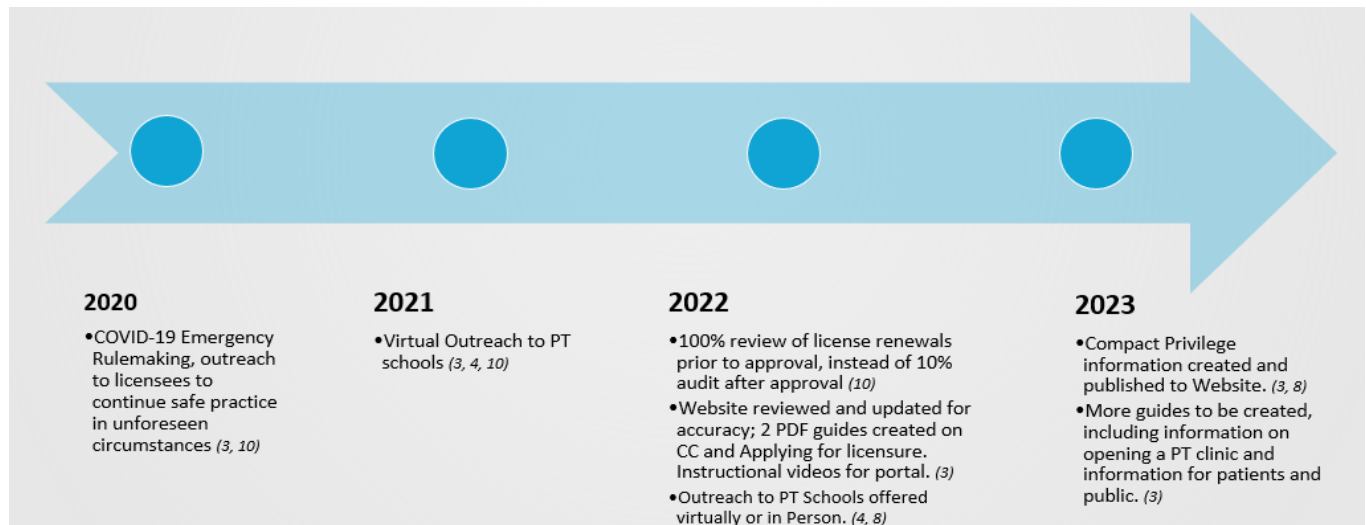 2020
•COVID-19 Emergency
Rulemaking, outreach
to licensees to
continue safe practice
in unforeseen
circumstances (3, 10)
2021
•Virtual Outreach to PT
schools (3, 4, 10)
2022
•100% review of license renewals
prior to approval, instead of 10%
audit after approval (10)
•Website reviewed and updated for
accuracy; 2 PDF guides created on
CC and Applying for licensure.
Instructional videos for portal. (3)
•Outreach to PT Schools offered
virtually or in Person. (4, 8)
2023
•Compact Privilege
information created and
published to Website. (3, 8)
•More guides to be created,
including information on
opening a PT clinic and
information for patients and
public. (3)